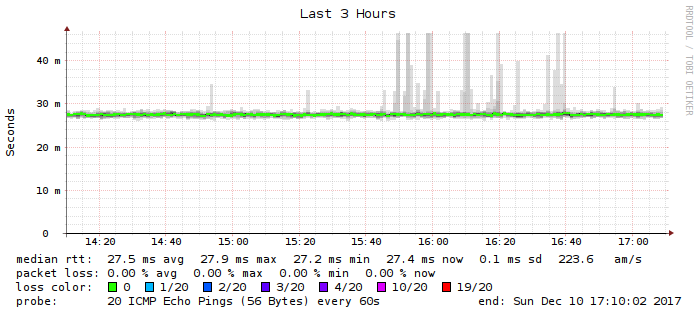 Last 3 Hours
RRDTOOL / TOBI OETIKER
Seconds
40 m
30 m
20 m
10 m
0
14:20 14:40 15:00 15:20 15:40 16:00 16:20 16:40 17:00
median rtt: 27.5 ms avg 27.9 ms max 27.2 ms min 27.4 ms now 0.1 ms sd 223.6 am/s
packet loss: 0.00 % avg 0.00 % max 0.00 % min 0.00 % now
loss color: 0 1/20 2/20 3/20 4/20 10/20 19/20
probe: 20 ICMP Echo Pings (56 Bytes) every 60s end: Sun Dec 10 17:10:02 2017